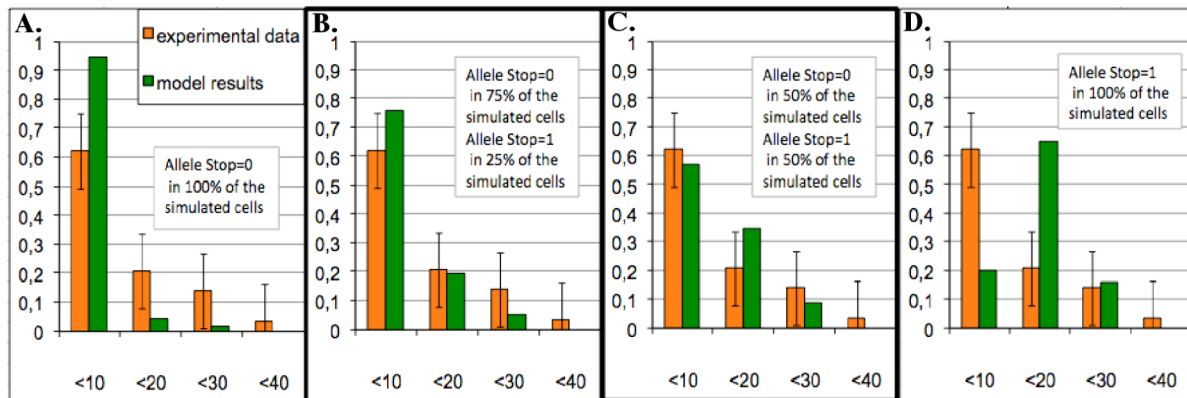 A.
experimental data
model results
Allele Stop=0
in 100% of the
simulated cells
1
0,9
0,8
0,7
0,6
0,5
0,4
0,3
0,2
0,1
0
<10 <20 <30 <40
B.
Allele Stop=0
in 75% of the
simulated cells
Allele Stop=1
in 25% of the
simulated cells
1
0,9
0,8
0,7
0,6
0,5
0,4
0,3
0,2
0,1
0
<10 <20 <30 <40
C.
Allele Stop=0
in 50% of the
simulated cells
Allele Stop=1
in 50% of the
simulated cells
1
0,9
0,8
0,7
0,6
0,5
0,4
0,3
0,2
0,1
0
<10 <20 <30 <40
D.
Allele Stop=1
in 100% of the
simulated cells
1
0,9
0,8
0,7
0,6
0,5
0,4
0,3
0,2
0,1
0
<10 <20 <30 <40